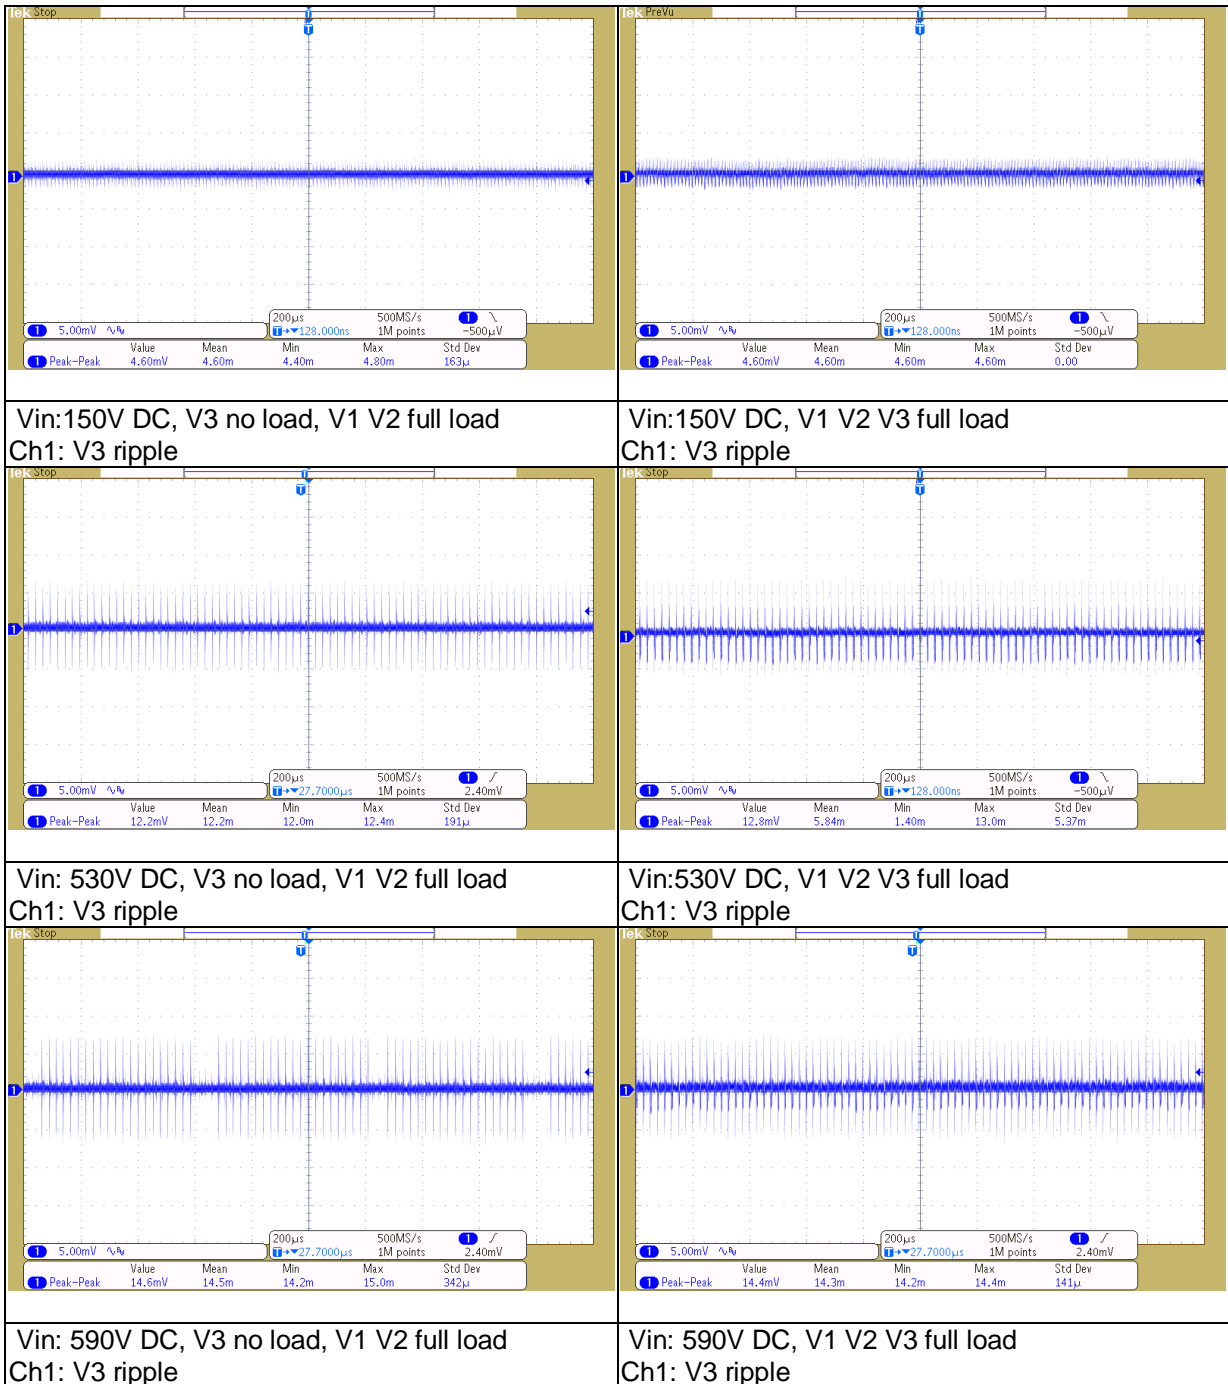 Tek Stop
T
T
1
200µs 500MS/s 1 \
1 5.00mV T→▼128.000ns 1M points -500µV
Value Mean Min Max Std Dev
1 Peak-Peak 4.60mV 4.60m 4.40m 4.80m 163µ
Vin:150V DC, V3 no load, V1 V2 full load
Ch1: V3 ripple
Tek PreVu
T
T
1
200µs 500MS/s 1 \
1 5.00mV T→▼128.000ns 1M points -500µV
Value Mean Min Max Std Dev
1 Peak-Peak 4.60mV 4.60m 4.60m 4.60m 0.00
Vin:150V DC, V1 V2 V3 full load
Ch1: V3 ripple
Tek Stop
T
T
1
200µs 500MS/s 1 /
1 5.00mV T→▼27.7000µs 1M points 2.40mV
Value Mean Min Max Std Dev
1 Peak-Peak 12.2mV 12.2m 12.0m 12.4m 191µ
Vin: 530V DC, V3 no load, V1 V2 full load
Ch1: V3 ripple
Tek Stop
T
T
1
200µs 500MS/s 1 \
1 5.00mV T→▼128.000ns 1M points -500µV
Value Mean Min Max Std Dev
1 Peak-Peak 12.8mV 5.84m 1.40m 13.0m 5.37m
Vin:530V DC, V1 V2 V3 full load
Ch1: V3 ripple
Tek Stop
T
T
1
200µs 500MS/s 1 /
1 5.00mV T→▼27.7000µs 1M points 2.40mV
Value Mean Min Max Std Dev
1 Peak-Peak 14.6mV 14.5m 14.2m 15.0m 342µ
Vin: 590V DC, V3 no load, V1 V2 full load
Ch1: V3 ripple
Tek Stop
T
T
1
200µs 500MS/s 1 /
1 5.00mV T→▼27.7000µs 1M points 2.40mV
Value Mean Min Max Std Dev
1 Peak-Peak 14.4mV 14.3m 14.2m 14.4m 141µ
Vin: 590V DC, V1 V2 V3 full load
Ch1: V3 ripple